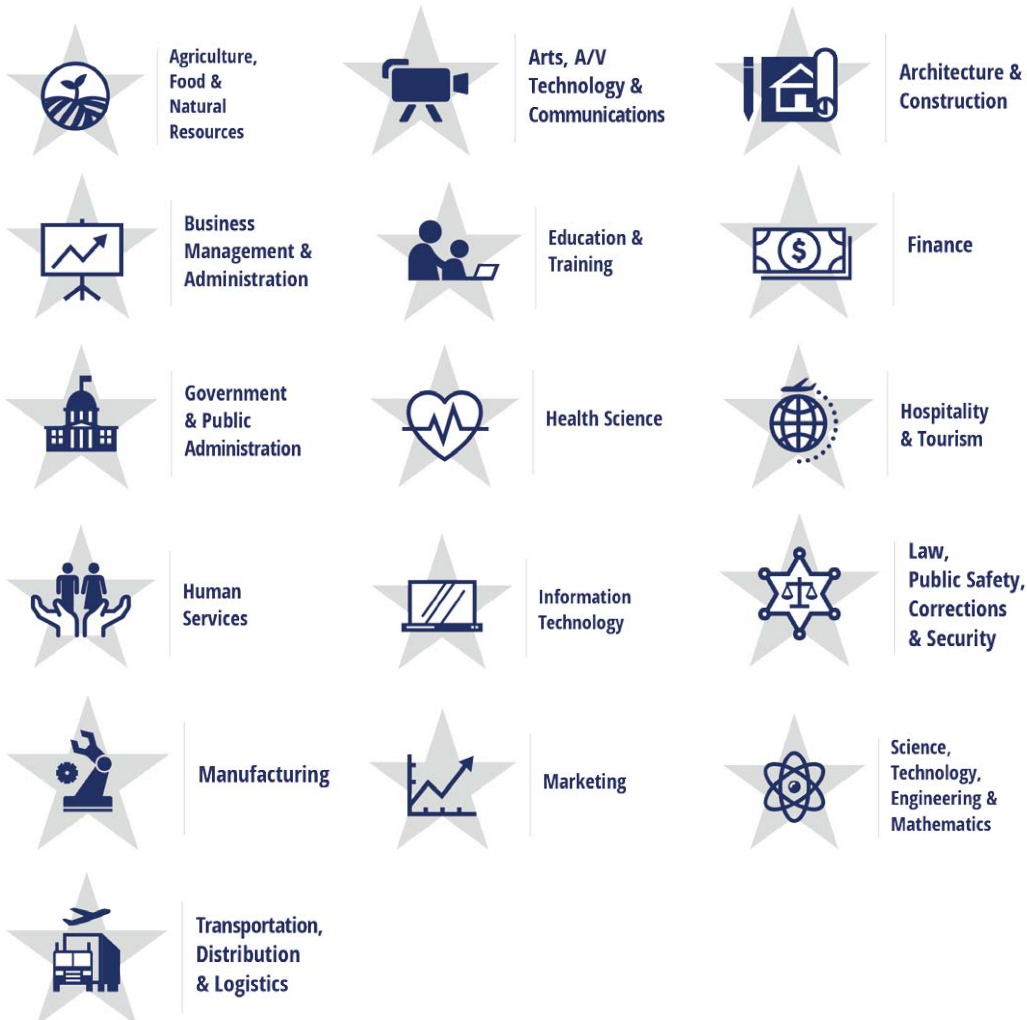 Agriculture,
Food &
Natural
Resources
Arts, A/V
Technology &
Communications
Architecture &
Construction
Business
Management &
Administration
Education &
Training
Finance
$
Government
& Public
Administration
Health Science
Hospitality
& Tourism
Human
Services
Information
Technology
Law,
Public Safety,
Corrections
& Security
Manufacturing
Marketing
Science,
Technology,
Engineering &
Mathematics
Transportation,
Distribution
& Logistics